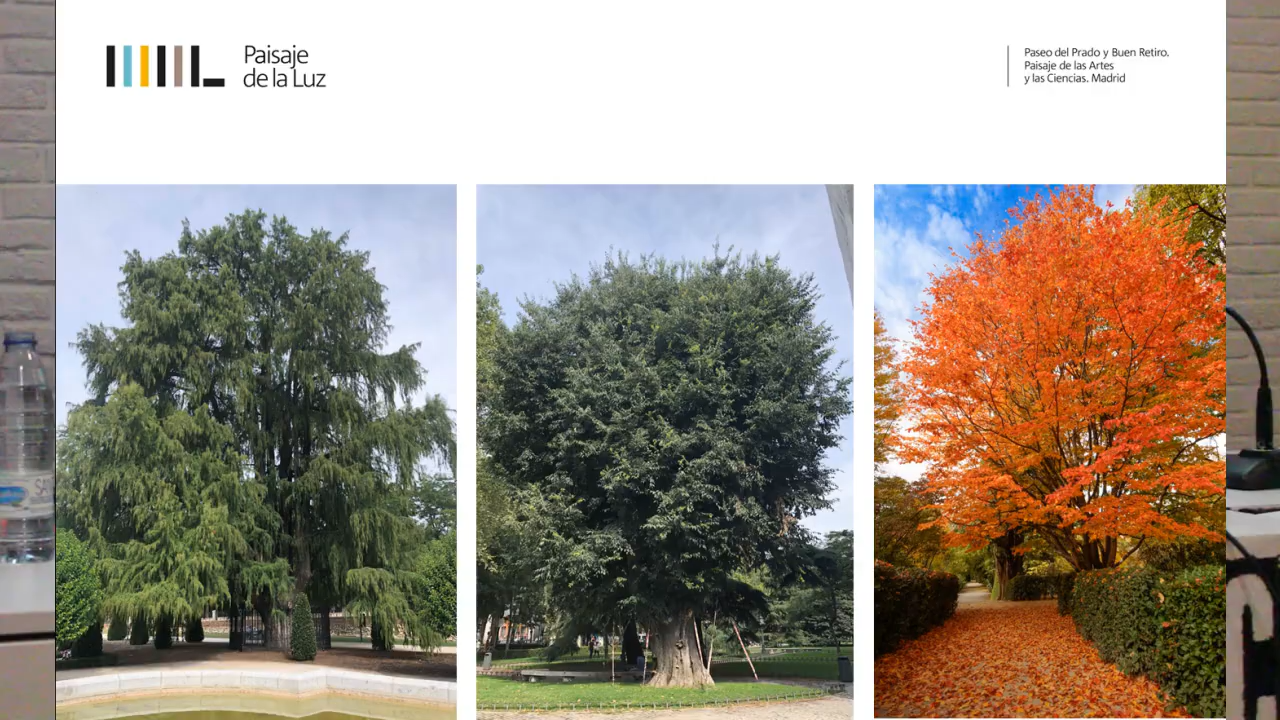 Paisaje
de la Luz
Paseo del Prado y Buen Retiro.
Paisaje de las Artes
y las Ciencias. Madrid